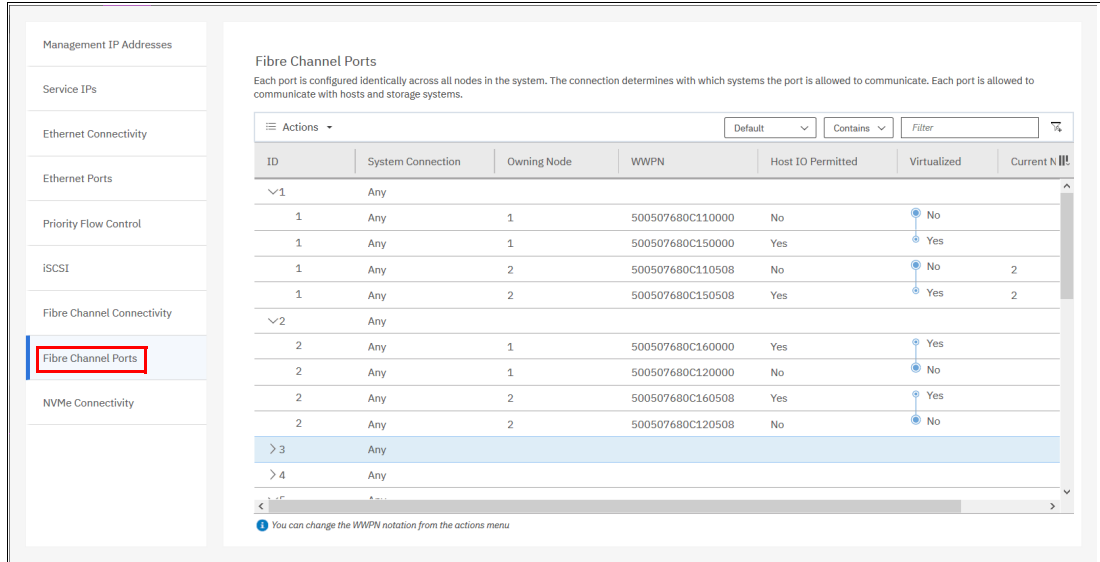 Management IP Addresses
Service IPs
Ethernet Connectivity
Ethernet Ports
Priority Flow Control
iSCSI
Fibre Channel Connectivity
Fibre Channel Ports
NVMe Connectivity
Fibre Channel Ports
Each port is configured identically across all nodes in the system. The connection determines with which systems the port is allowed to communicate. Each port is allowed to
communicate with hosts and storage systems.
Actions Default Contains Filter
ID System Connection Owning Node WWPN Host IO Permitted Virtualized Current N
1 Any
1 Any 1 500507680C110000 No No
1 Any 1 500507680C150000 Yes Yes
1 Any 2 500507680C110508 No No 2
1 Any 2 500507680C150508 Yes Yes 2
2 Any
2 Any 1 500507680C160000 Yes Yes
2 Any 1 500507680C120000 No No
2 Any 2 500507680C160508 Yes Yes
2 Any 2 500507680C120508 No No
3 Any
4 Any
You can change the WWPN notation from the actions menu